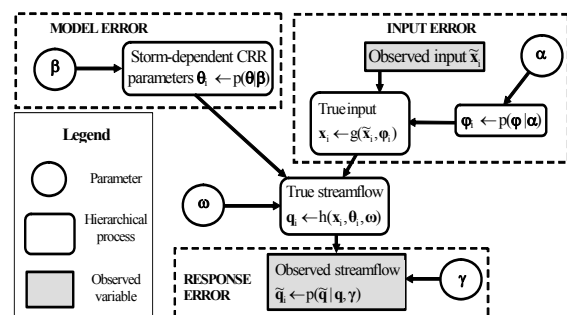 MODEL ERROR
β
Storm-dependent CRR
parameters θᵢ ← p(θ|β)
INPUT ERROR
Observed input x̃ᵢ
α
True input
xᵢ ← g(x̃ᵢ, φᵢ)
φᵢ ← p(φ | α)
Legend
Parameter
Hierarchical
process
Observed
variable
ω
True streamflow
qᵢ ← h(xᵢ, θᵢ, ω)
RESPONSE
ERROR
Observed streamflow
q̃ᵢ ← p(q̃ | q, γ)
γ